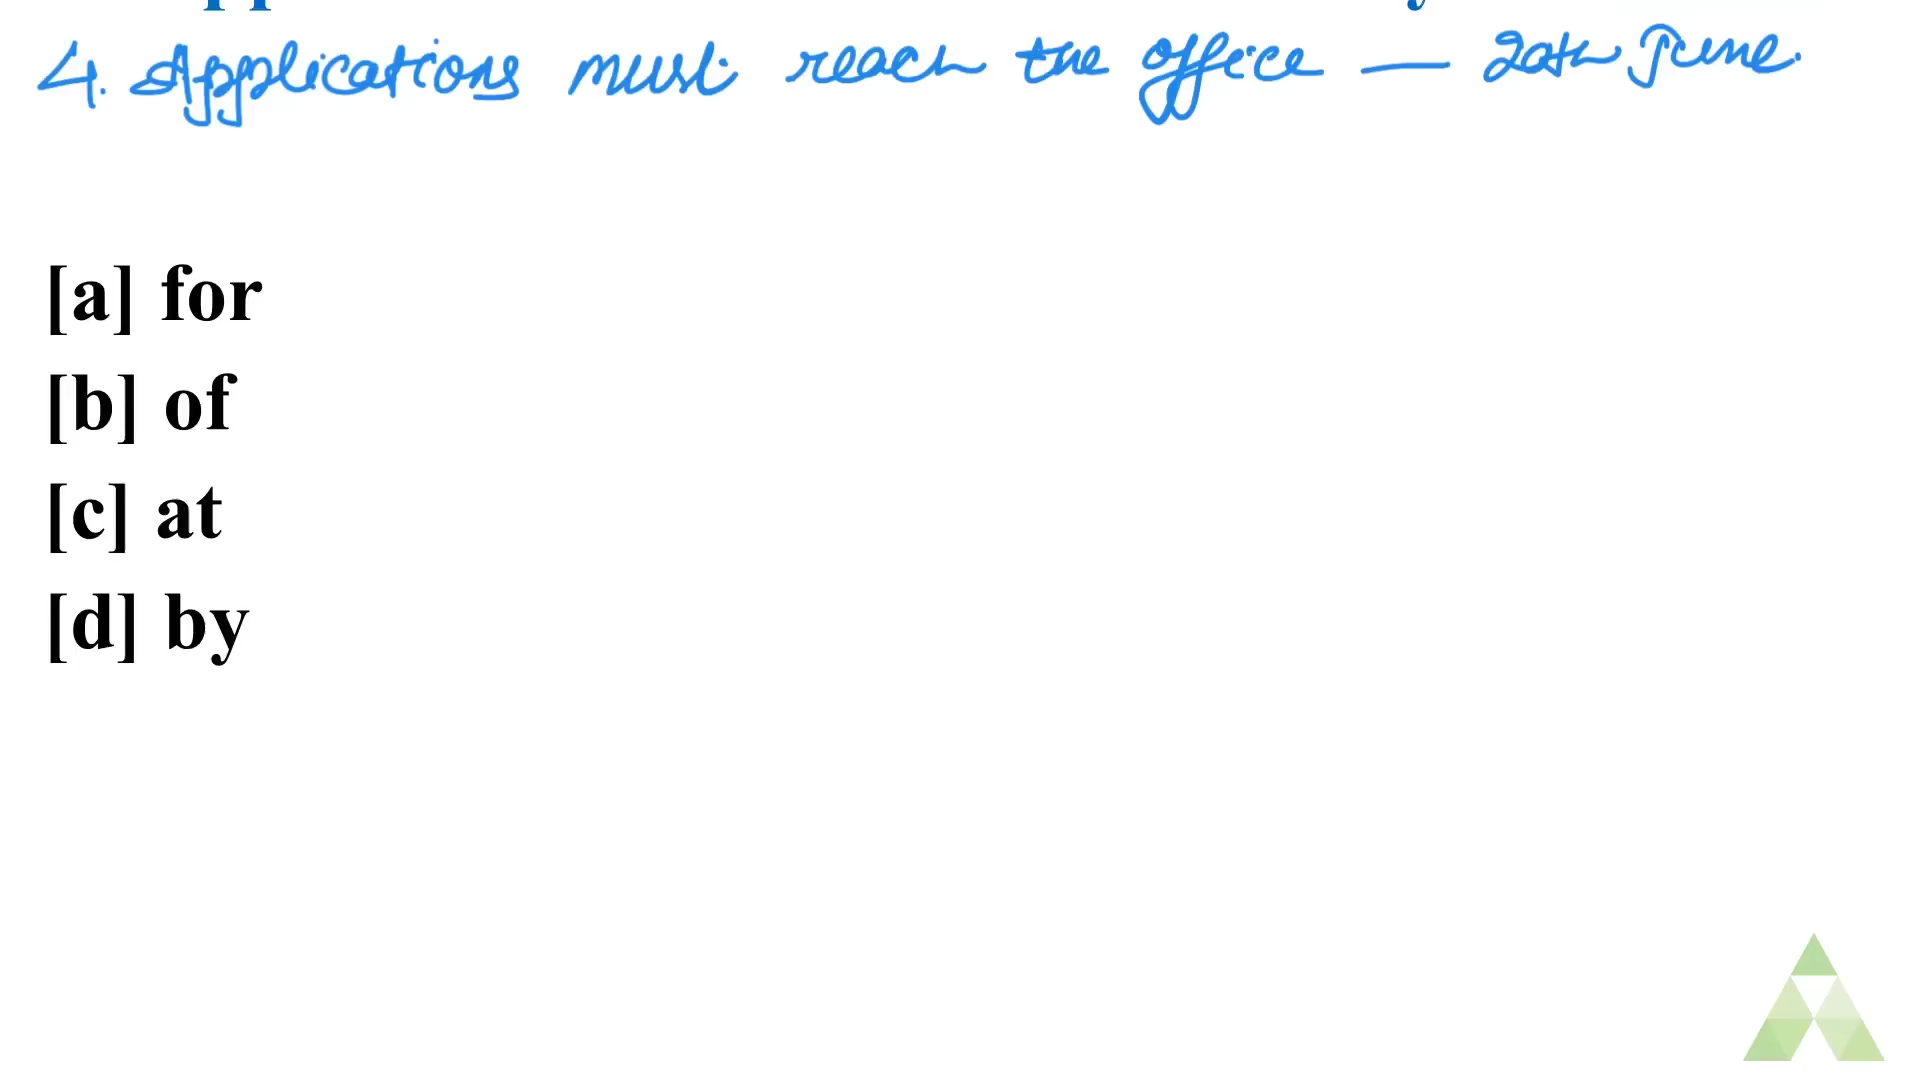 4. Applications must reach the office — 20th June.
[a] for
[b] of
[c] at
[d] by